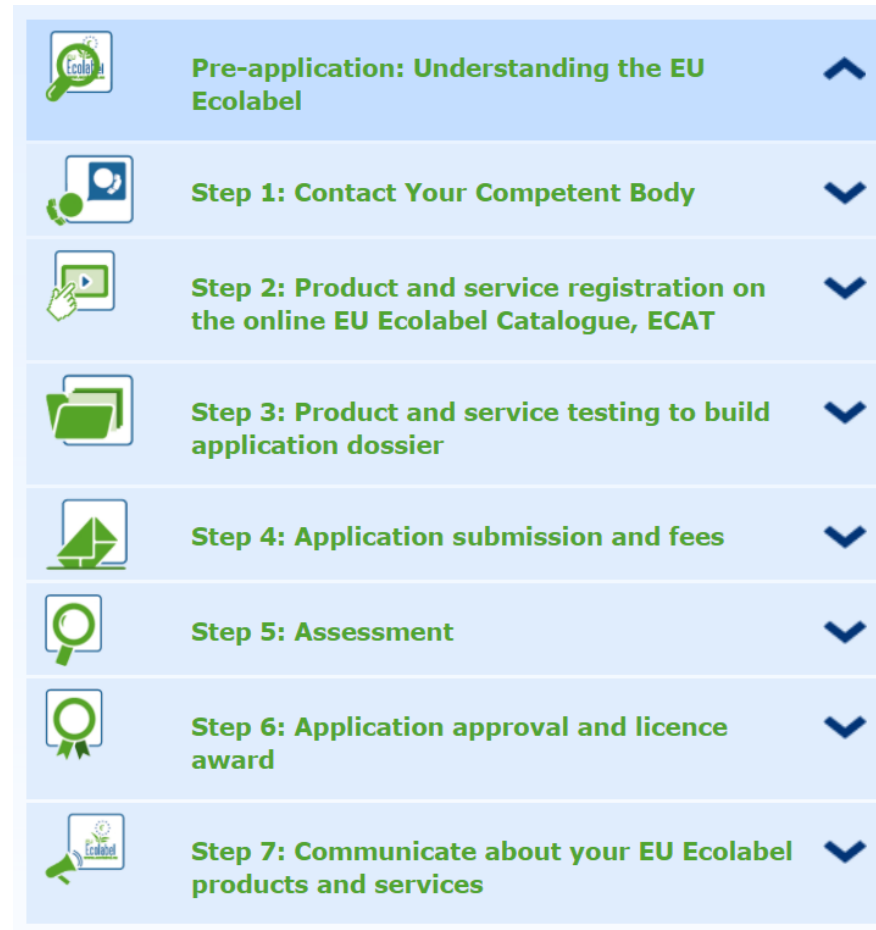 Ecolabel
Pre-application: Understanding the EU
Ecolabel
Step 1: Contact Your Competent Body
Step 2: Product and service registration on
the online EU Ecolabel Catalogue, ECAT
Step 3: Product and service testing to build
application dossier
Step 4: Application submission and fees
Step 5: Assessment
Step 6: Application approval and licence
award
Ecolabel
Step 7: Communicate about your EU Ecolabel
products and services